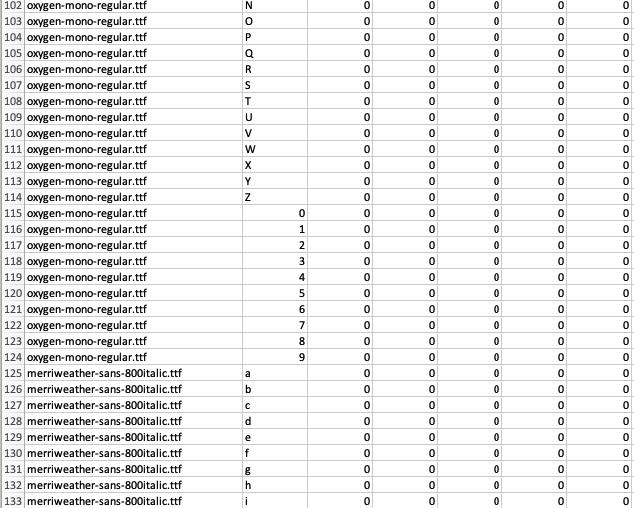 102 oxygen-mono-regular.ttf N 0 0 0 0 0
103 oxygen-mono-regular.ttf O 0 0 0 0 0
104 oxygen-mono-regular.ttf P 0 0 0 0 0
105 oxygen-mono-regular.ttf Q 0 0 0 0 0
106 oxygen-mono-regular.ttf R 0 0 0 0 0
107 oxygen-mono-regular.ttf S 0 0 0 0 0
108 oxygen-mono-regular.ttf T 0 0 0 0 0
109 oxygen-mono-regular.ttf U 0 0 0 0 0
110 oxygen-mono-regular.ttf V 0 0 0 0 0
111 oxygen-mono-regular.ttf W 0 0 0 0 0
112 oxygen-mono-regular.ttf X 0 0 0 0 0
113 oxygen-mono-regular.ttf Y 0 0 0 0 0
114 oxygen-mono-regular.ttf Z 0 0 0 0 0
115 oxygen-mono-regular.ttf 0 0 0 0 0 0
116 oxygen-mono-regular.ttf 1 0 0 0 0 0
117 oxygen-mono-regular.ttf 2 0 0 0 0 0
118 oxygen-mono-regular.ttf 3 0 0 0 0 0
119 oxygen-mono-regular.ttf 4 0 0 0 0 0
120 oxygen-mono-regular.ttf 5 0 0 0 0 0
121 oxygen-mono-regular.ttf 6 0 0 0 0 0
122 oxygen-mono-regular.ttf 7 0 0 0 0 0
123 oxygen-mono-regular.ttf 8 0 0 0 0 0
124 oxygen-mono-regular.ttf 9 0 0 0 0 0
125 merriweather-sans-800italic.ttf a 0 0 0 0 0
126 merriweather-sans-800italic.ttf b 0 0 0 0 0
127 merriweather-sans-800italic.ttf c 0 0 0 0 0
128 merriweather-sans-800italic.ttf d 0 0 0 0 0
129 merriweather-sans-800italic.ttf e 0 0 0 0 0
130 merriweather-sans-800italic.ttf f 0 0 0 0 0
131 merriweather-sans-800italic.ttf g 0 0 0 0 0
132 merriweather-sans-800italic.ttf h 0 0 0 0 0
133 merriweather-sans-800italic.ttf i 0 0 0 0 0